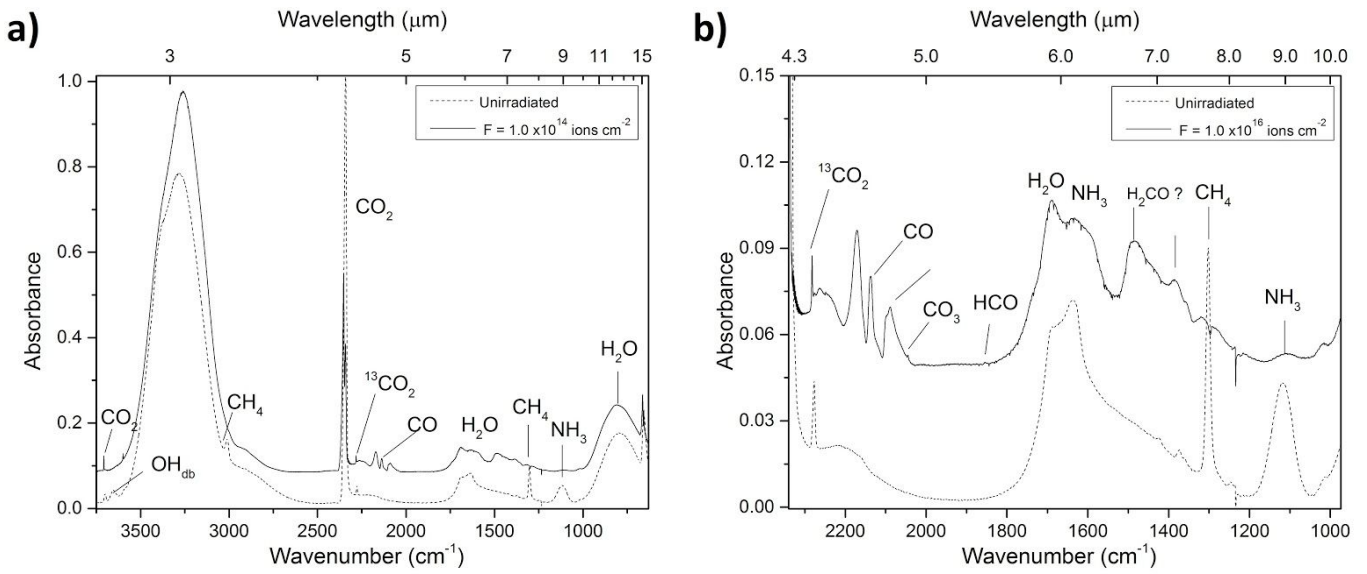 a)
Wavelength (μm)
3 5 7 9 11 15
1.0
0.8
0.6
0.4
0.2
0.0
Absorbance
Unirradiated
F = 1.0 x10¹⁴ ions cm⁻²
CO₂
CO₂
OH_db
CH₄
¹³CO₂
CO
H₂O
CH₄
NH₃
H₂O
3500 3000 2500 2000 1500 1000
Wavenumber (cm⁻¹)
b)
Wavelength (μm)
4.3 5.0 6.0 7.0 8.0 9.0 10.0
0.15
0.12
0.09
0.06
0.03
0.00
Absorbance
Unirradiated
F = 1.0 x10¹⁶ ions cm⁻²
¹³CO₂
CO
CO₃
HCO
H₂O
NH₃
H₂CO ?
CH₄
NH₃
2200 2000 1800 1600 1400 1200 1000
Wavenumber (cm⁻¹)